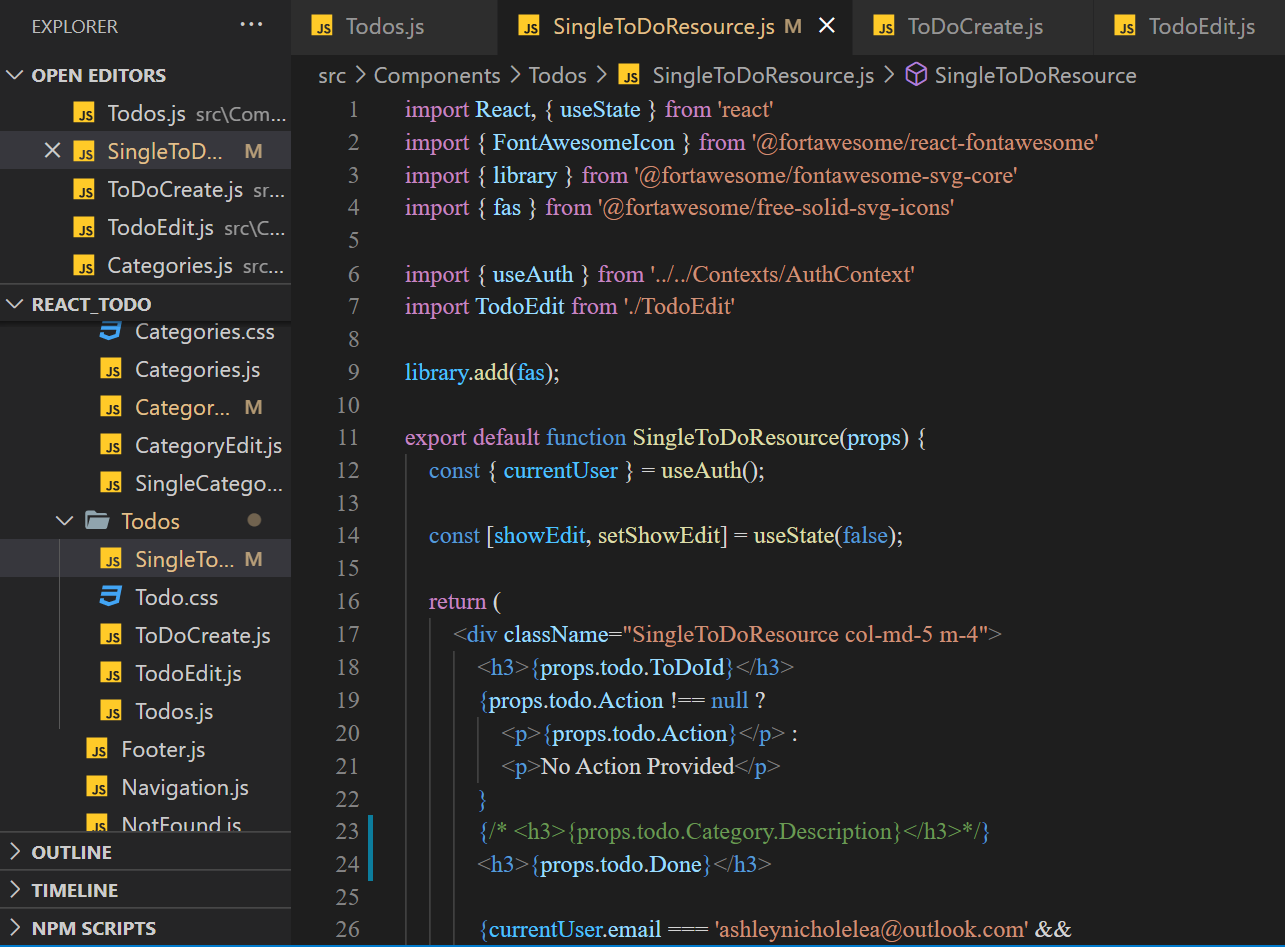 EXPLORER ...
OPEN EDITORS
JS Todos.js src\Com...
JS SingleToD... M
JS ToDoCreate.js sr...
JS TodoEdit.js src\C...
JS Categories.js src...
REACT_TODO
Categories.css
JS Categories.js
JS Categor... M
JS CategoryEdit.js
JS SingleCatego...
Todos
JS SingleTo... M
Todo.css
JS ToDoCreate.js
JS TodoEdit.js
JS Todos.js
JS Footer.js
JS Navigation.js
JS NotFound.js
OUTLINE
TIMELINE
NPM SCRIPTS
JS Todos.js JS SingleToDoResource.js M JS ToDoCreate.js JS TodoEdit.js
src > Components > Todos > JS SingleToDoResource.js > SingleToDoResource
1 import React, { useState } from 'react'
2 import { FontAwesomeIcon } from '@fortawesome/react-fontawesome'
3 import { library } from '@fortawesome/fontawesome-svg-core'
4 import { fas } from '@fortawesome/free-solid-svg-icons'
5
6 import { useAuth } from '../../Contexts/AuthContext'
7 import TodoEdit from './TodoEdit'
8
9 library.add(fas);
10
11 export default function SingleToDoResource(props) {
12 const { currentUser } = useAuth();
13
14 const [showEdit, setShowEdit] = useState(false);
15
16 return (
17 <div className="SingleToDoResource col-md-5 m-4">
18 <h3>{props.todo.ToDoId}</h3>
19 {props.todo.Action !== null ?
20 <p>{props.todo.Action}</p> :
21 <p>No Action Provided</p>
22 }
23 {/* <h3>{props.todo.Category.Description}</h3>*/}
24 <h3>{props.todo.Done}</h3>
25
26 {currentUser.email === 'ashleynicholelea@outlook.com' &&